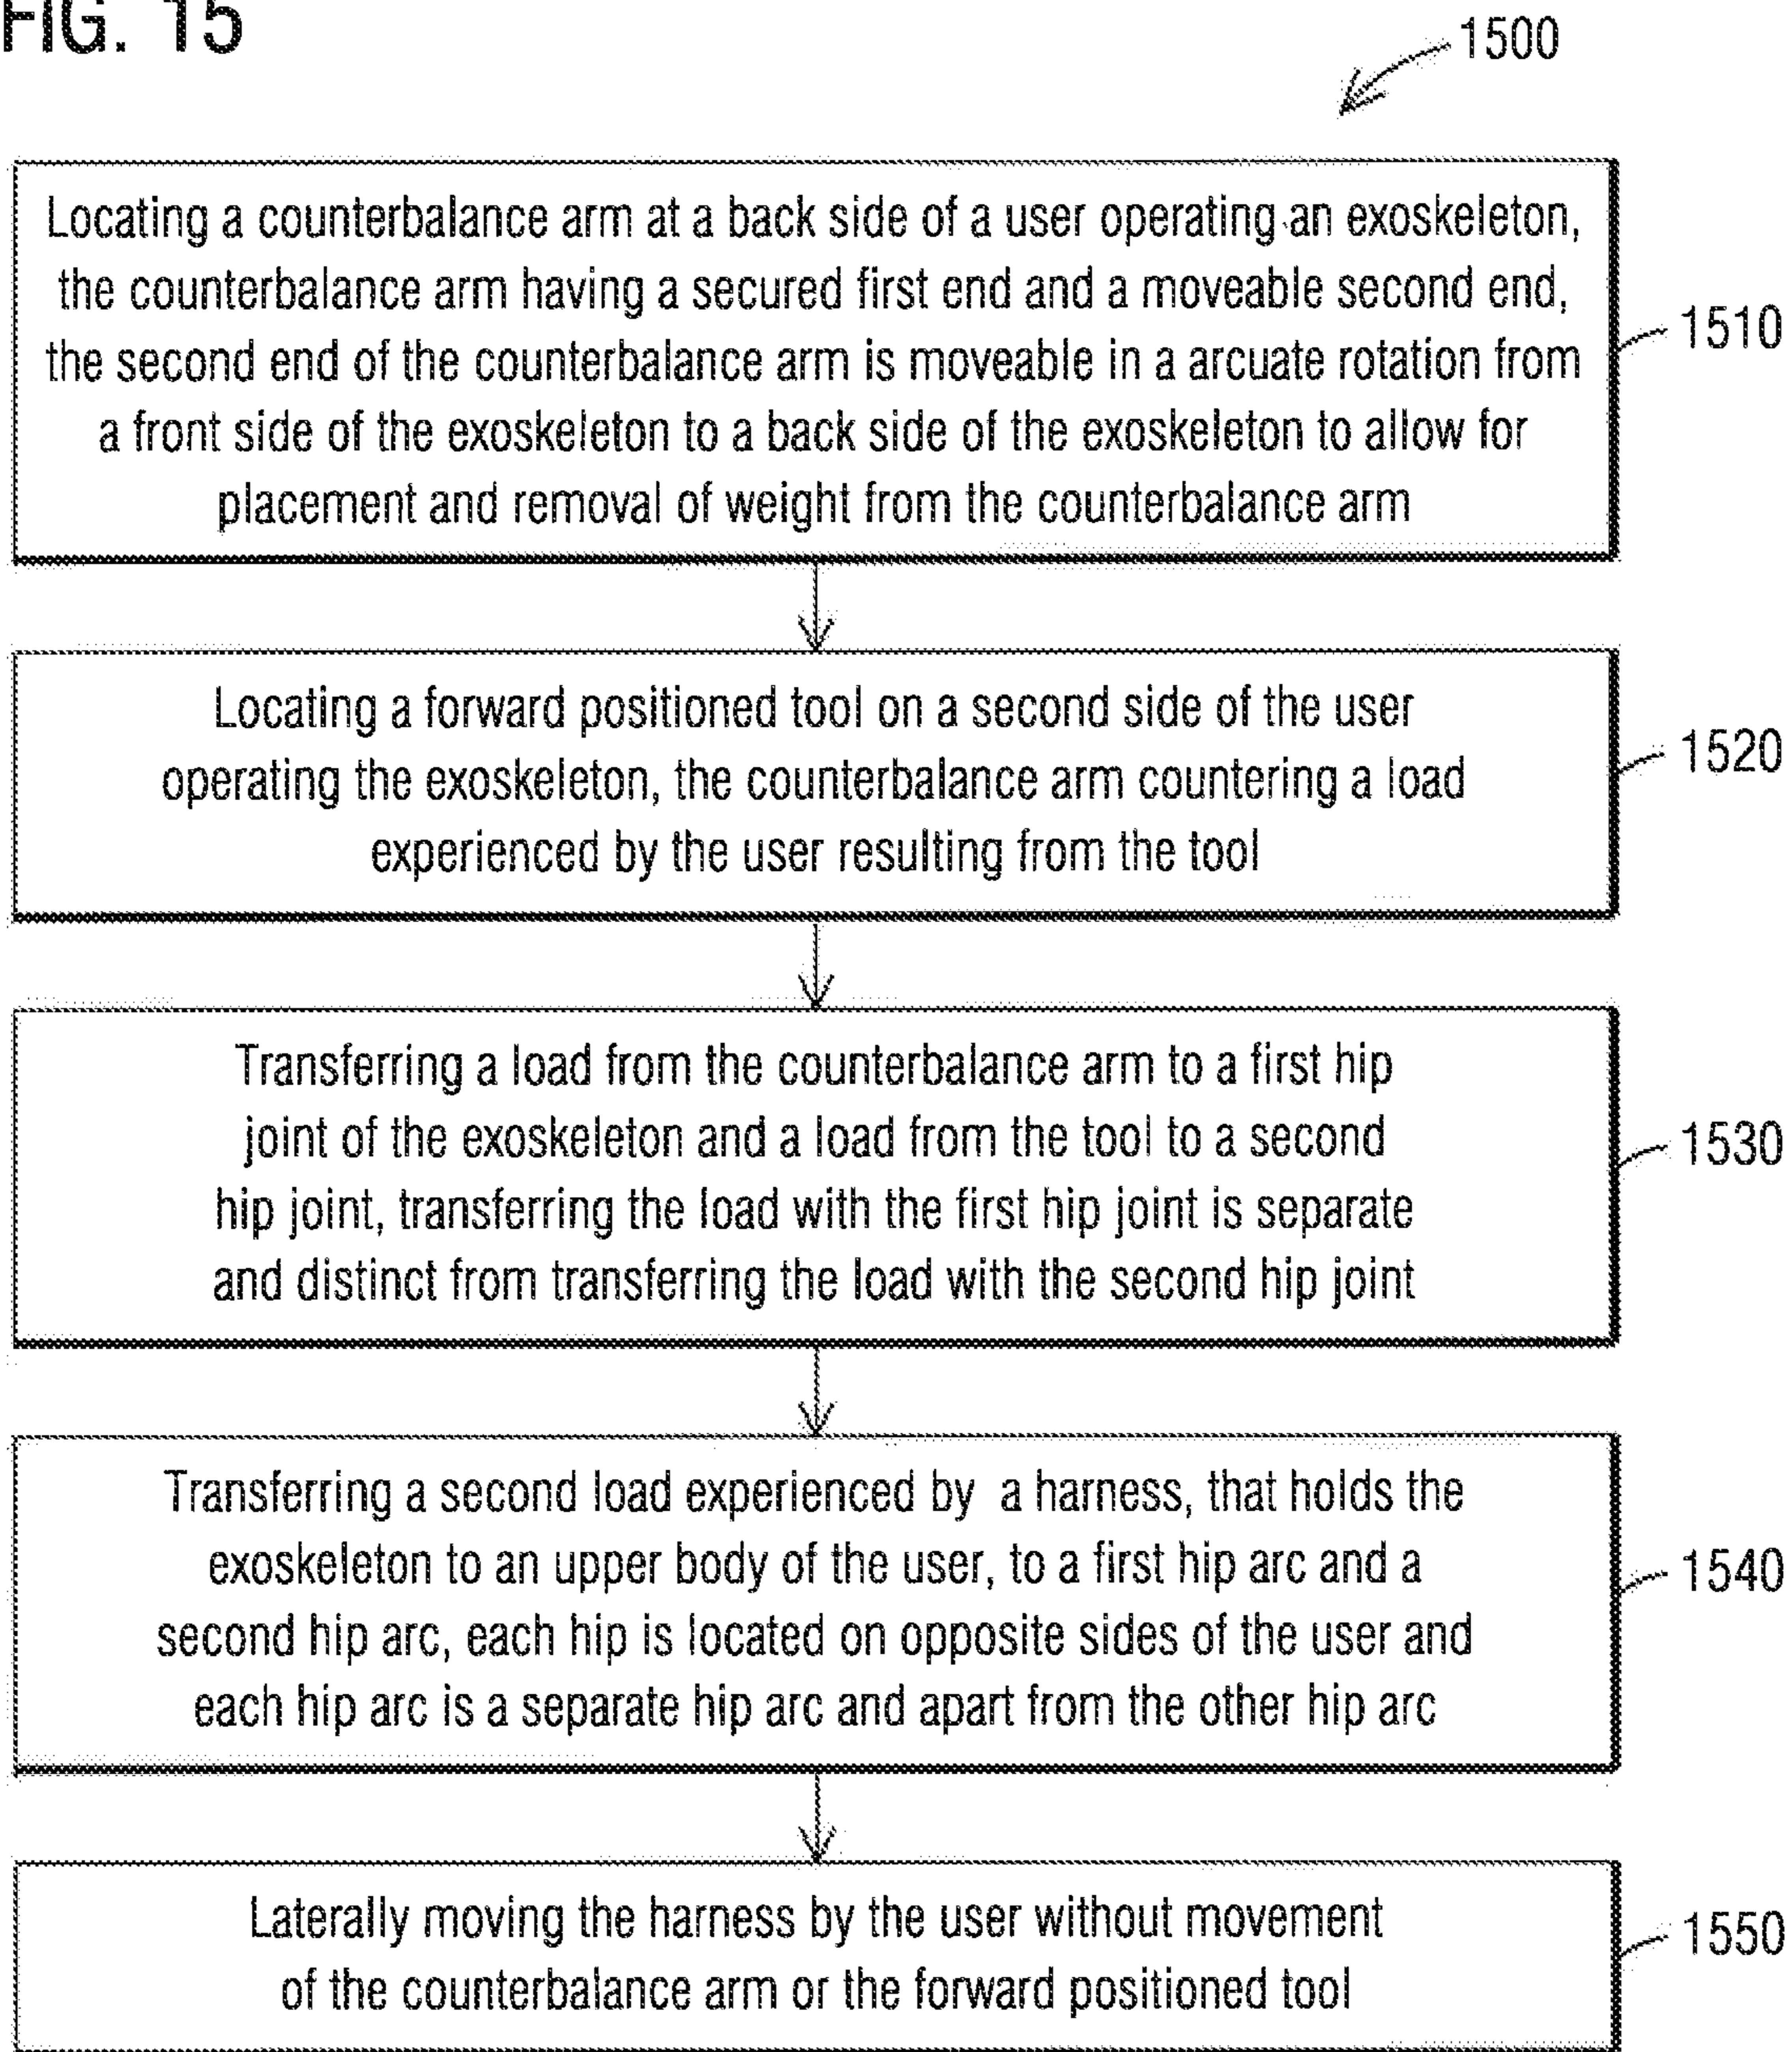 FIG. 15
1500
Locating a counterbalance arm at a back side of a user operating an exoskeleton,
the counterbalance arm having a secured first end and a moveable second end,
the second end of the counterbalance arm is moveable in a arcuate rotation from
a front side of the exoskeleton to a back side of the exoskeleton to allow for
placement and removal of weight from the counterbalance arm
1510
Locating a forward positioned tool on a second side of the user
operating the exoskeleton, the counterbalance arm countering a load
experienced by the user resulting from the tool
1520
Transferring a load from the counterbalance arm to a first hip
joint of the exoskeleton and a load from the tool to a second
hip joint, transferring the load with the first hip joint is separate
and distinct from transferring the load with the second hip joint
1530
Transferring a second load experienced by a harness, that holds the
exoskeleton to an upper body of the user, to a first hip arc and a
second hip arc, each hip is located on opposite sides of the user and
each hip arc is a separate hip arc and apart from the other hip arc
1540
Laterally moving the harness by the user without movement
of the counterbalance arm or the forward positioned tool
1550